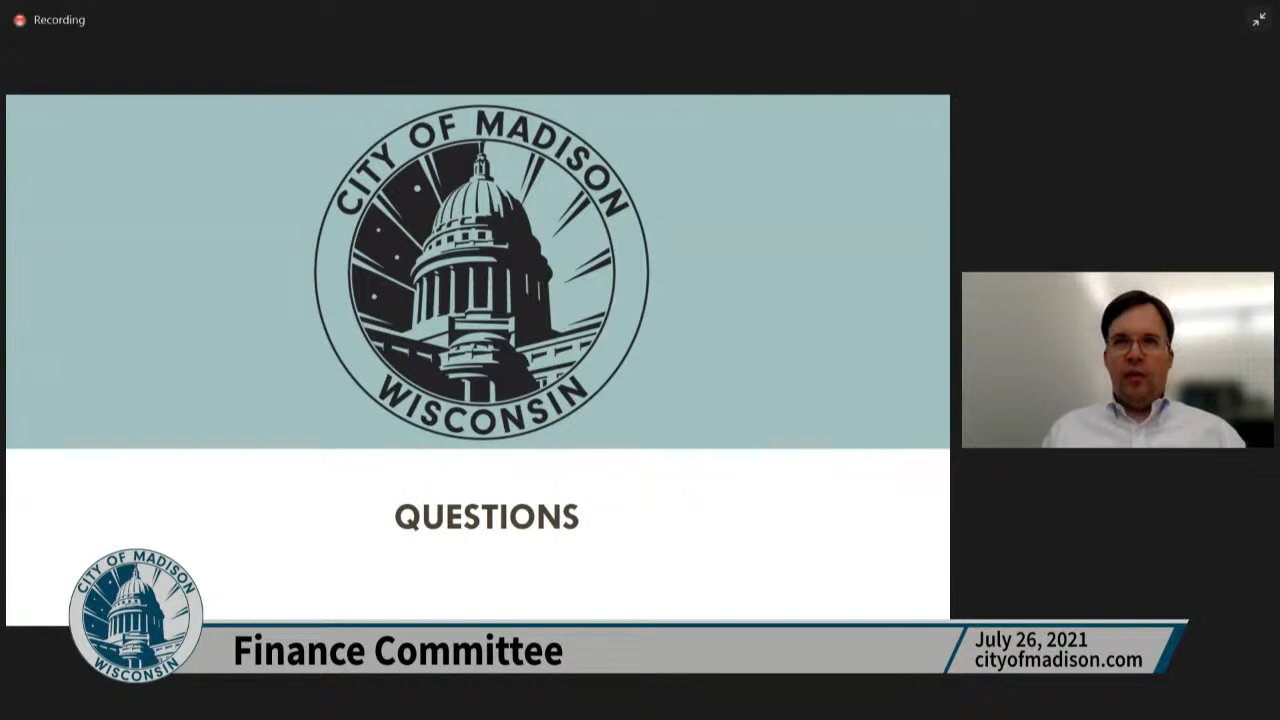 Recording
CITY OF MADISON
WISCONSIN
QUESTIONS
CITY OF MADISON
WISCONSIN
Finance Committee
July 26, 2021
cityofmadison.com